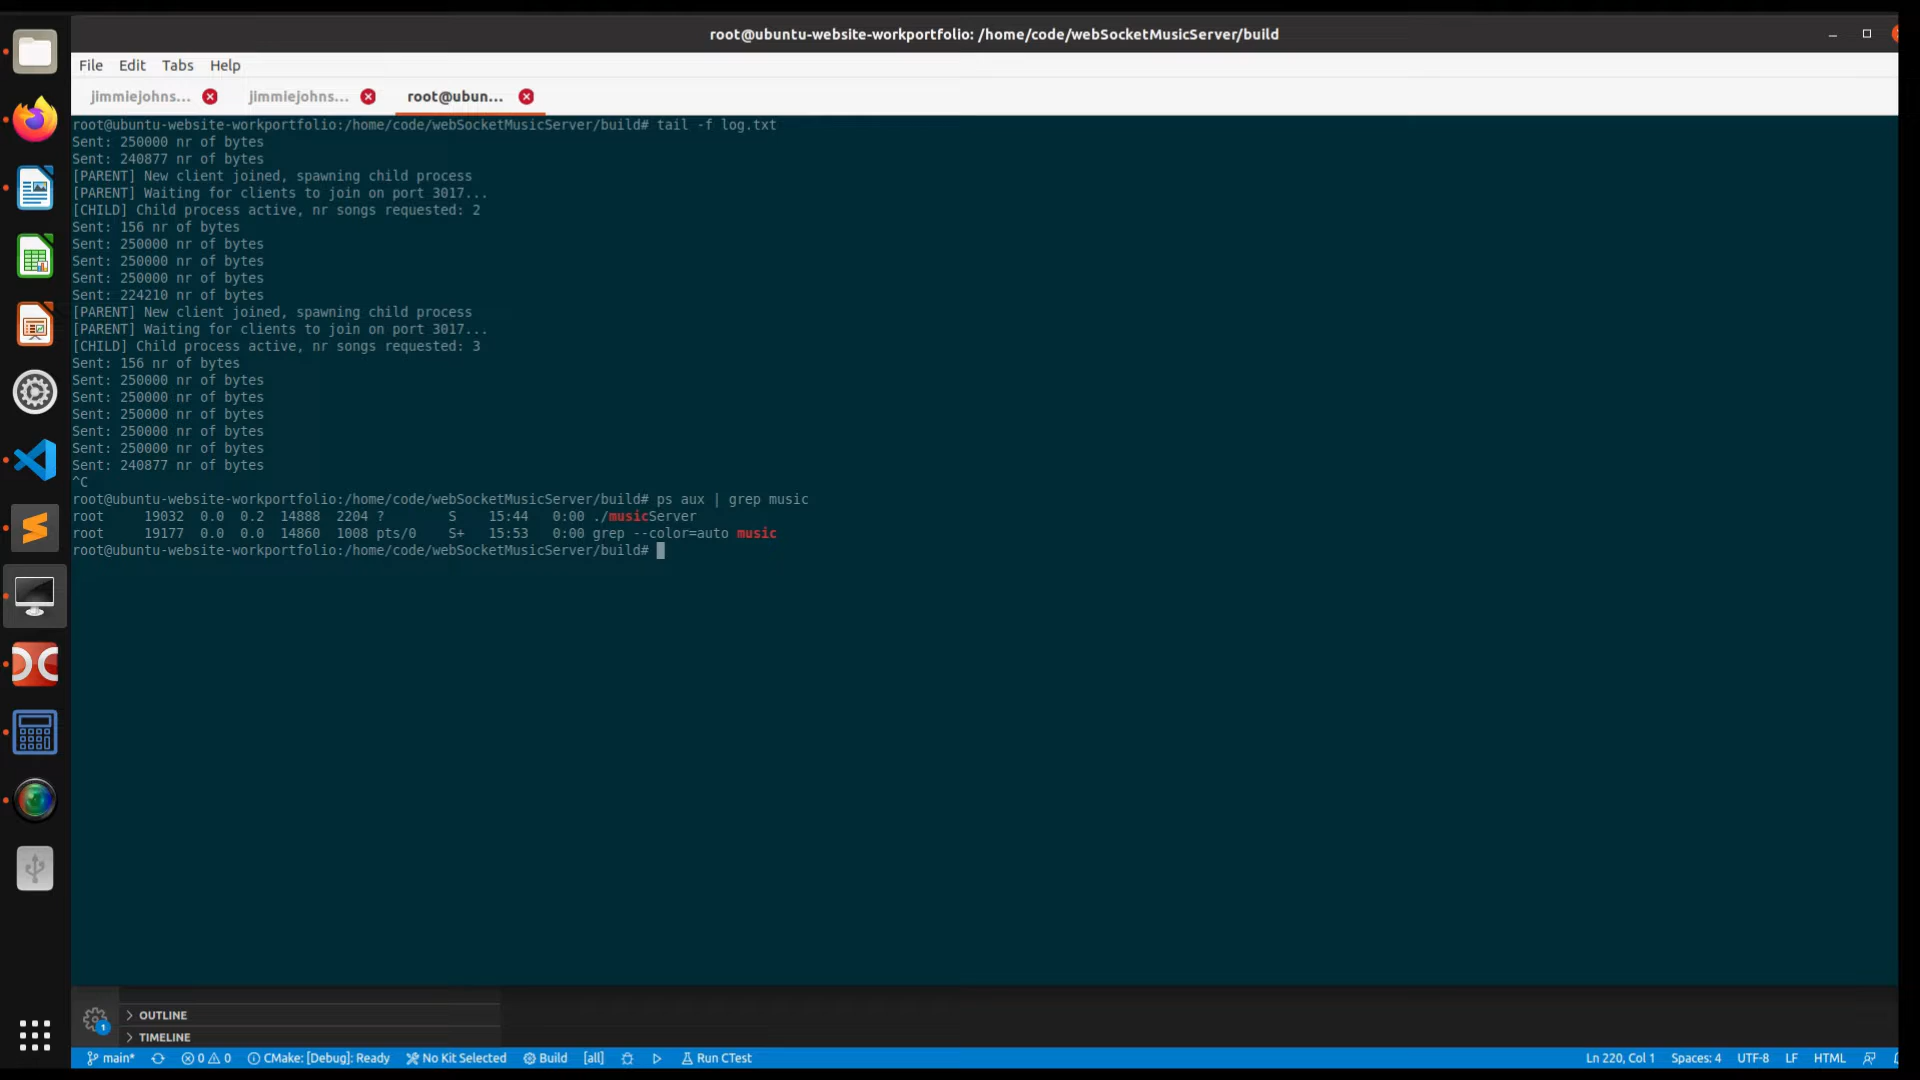 root@ubuntu-website-workportfolio: /home/code/webSocketMusicServer/build
File Edit Tabs Help
jimmiejohns... jimmiejohns... root@ubun...
root@ubuntu-website-workportfolio:/home/code/webSocketMusicServer/build# tail -f log.txt
Sent: 250000 nr of bytes
Sent: 240877 nr of bytes
[PARENT] New client joined, spawning child process
[PARENT] Waiting for clients to join on port 3017...
[CHILD] Child process active, nr songs requested: 2
Sent: 156 nr of bytes
Sent: 250000 nr of bytes
Sent: 250000 nr of bytes
Sent: 250000 nr of bytes
Sent: 224210 nr of bytes
[PARENT] New client joined, spawning child process
[PARENT] Waiting for clients to join on port 3017...
[CHILD] Child process active, nr songs requested: 3
Sent: 156 nr of bytes
Sent: 250000 nr of bytes
Sent: 250000 nr of bytes
Sent: 250000 nr of bytes
Sent: 250000 nr of bytes
Sent: 250000 nr of bytes
Sent: 240877 nr of bytes
^C
root@ubuntu-website-workportfolio:/home/code/webSocketMusicServer/build# ps aux | grep music
root     19032  0.0  0.2  14888  2204 ?        S    15:44   0:00 ./musicServer
root     19177  0.0  0.0  14860  1008 pts/0    S+   15:53   0:00 grep --color=auto music
root@ubuntu-website-workportfolio:/home/code/webSocketMusicServer/build#
1
OUTLINE
TIMELINE
main* 0 0 CMake: [Debug]: Ready No Kit Selected Build [all] Run CTest Ln 220, Col 1 Spaces: 4 UTF-8 LF HTML